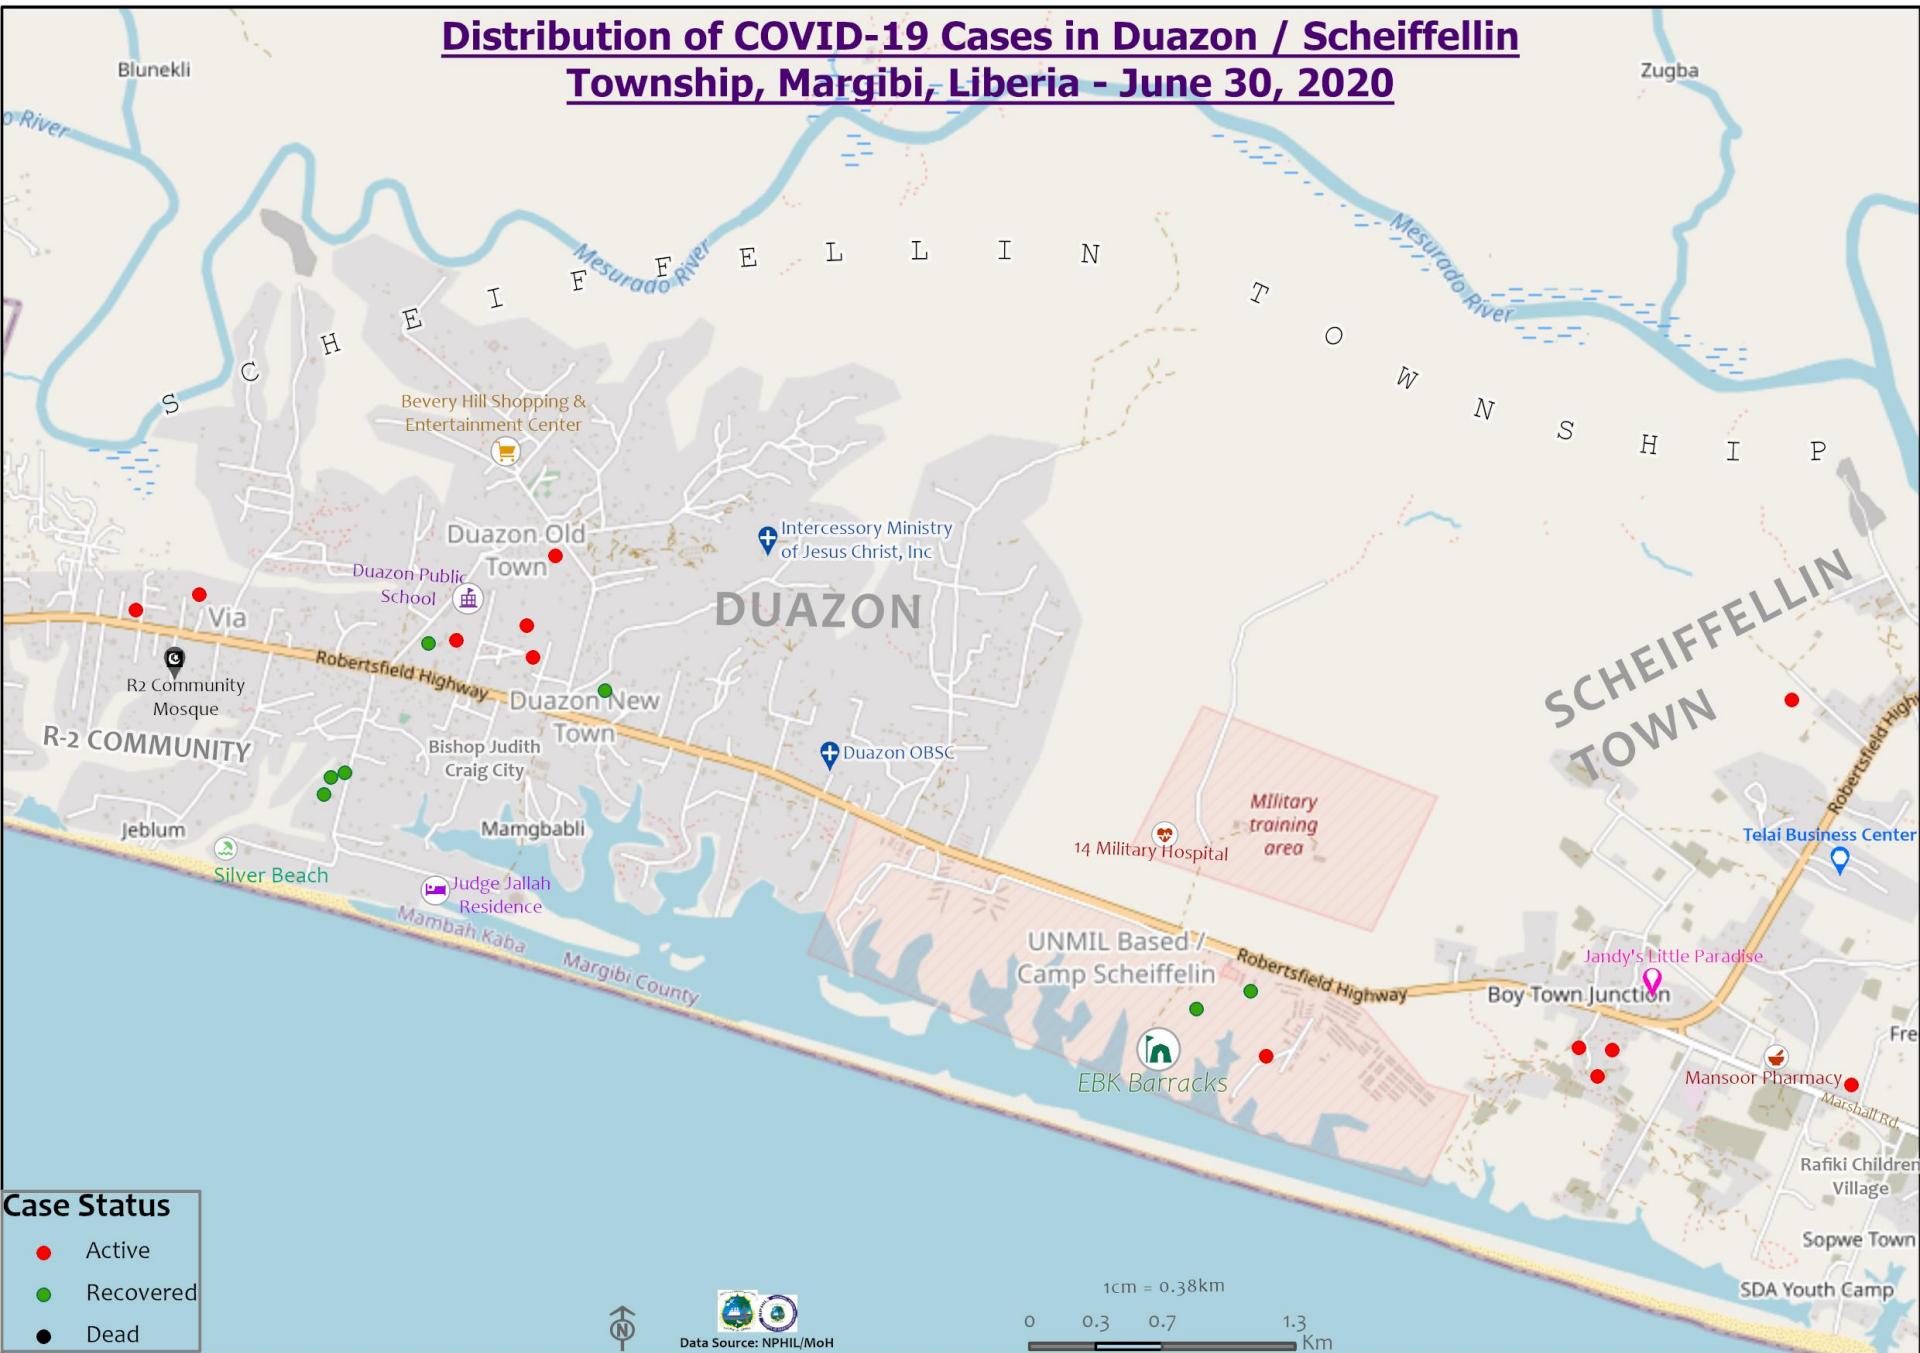 Distribution of COVID-19 Cases in Duazon / Scheiffellin
Township, Margibi, Liberia - June 30, 2020
Blunekli
Zugba
o River
Mesurado River
Mesurado River
SCHEIFFELLIN TOWNSHIP
Bevery Hill Shopping &
Entertainment Center
Duazon Old
Town
Intercessory Ministry
of Jesus Christ, Inc
Duazon Public
School
DUAZON
Via
SCHEIFFELLIN
TOWN
Robertsfield Highway
R2 Community
Mosque
Duazon New
Town
R-2 COMMUNITY
Bishop Judith
Craig City
Duazon OBSC
Robertsfield Highw
MIlitary
training
area
Jeblum
Mamgbabli
14 Military Hospital
Telai Business Center
Silver Beach
Judge Jallah
Residence
Mambah Kaba
Margibi County
UNMIL Based /
Camp Scheiffelin
Robertsfield Highway
Jandy's Little Paradise
Boy Town Junction
Fre
EBK Barracks
Mansoor Pharmacy
Marshall Rd.
Rafiki Children
Village
Sopwe Town
SDA Youth Camp
Case Status
Active
Recovered
Dead
N
Data Source: NPHIL/MoH
1cm = 0.38km
0 0.3 0.7 1.3
Km